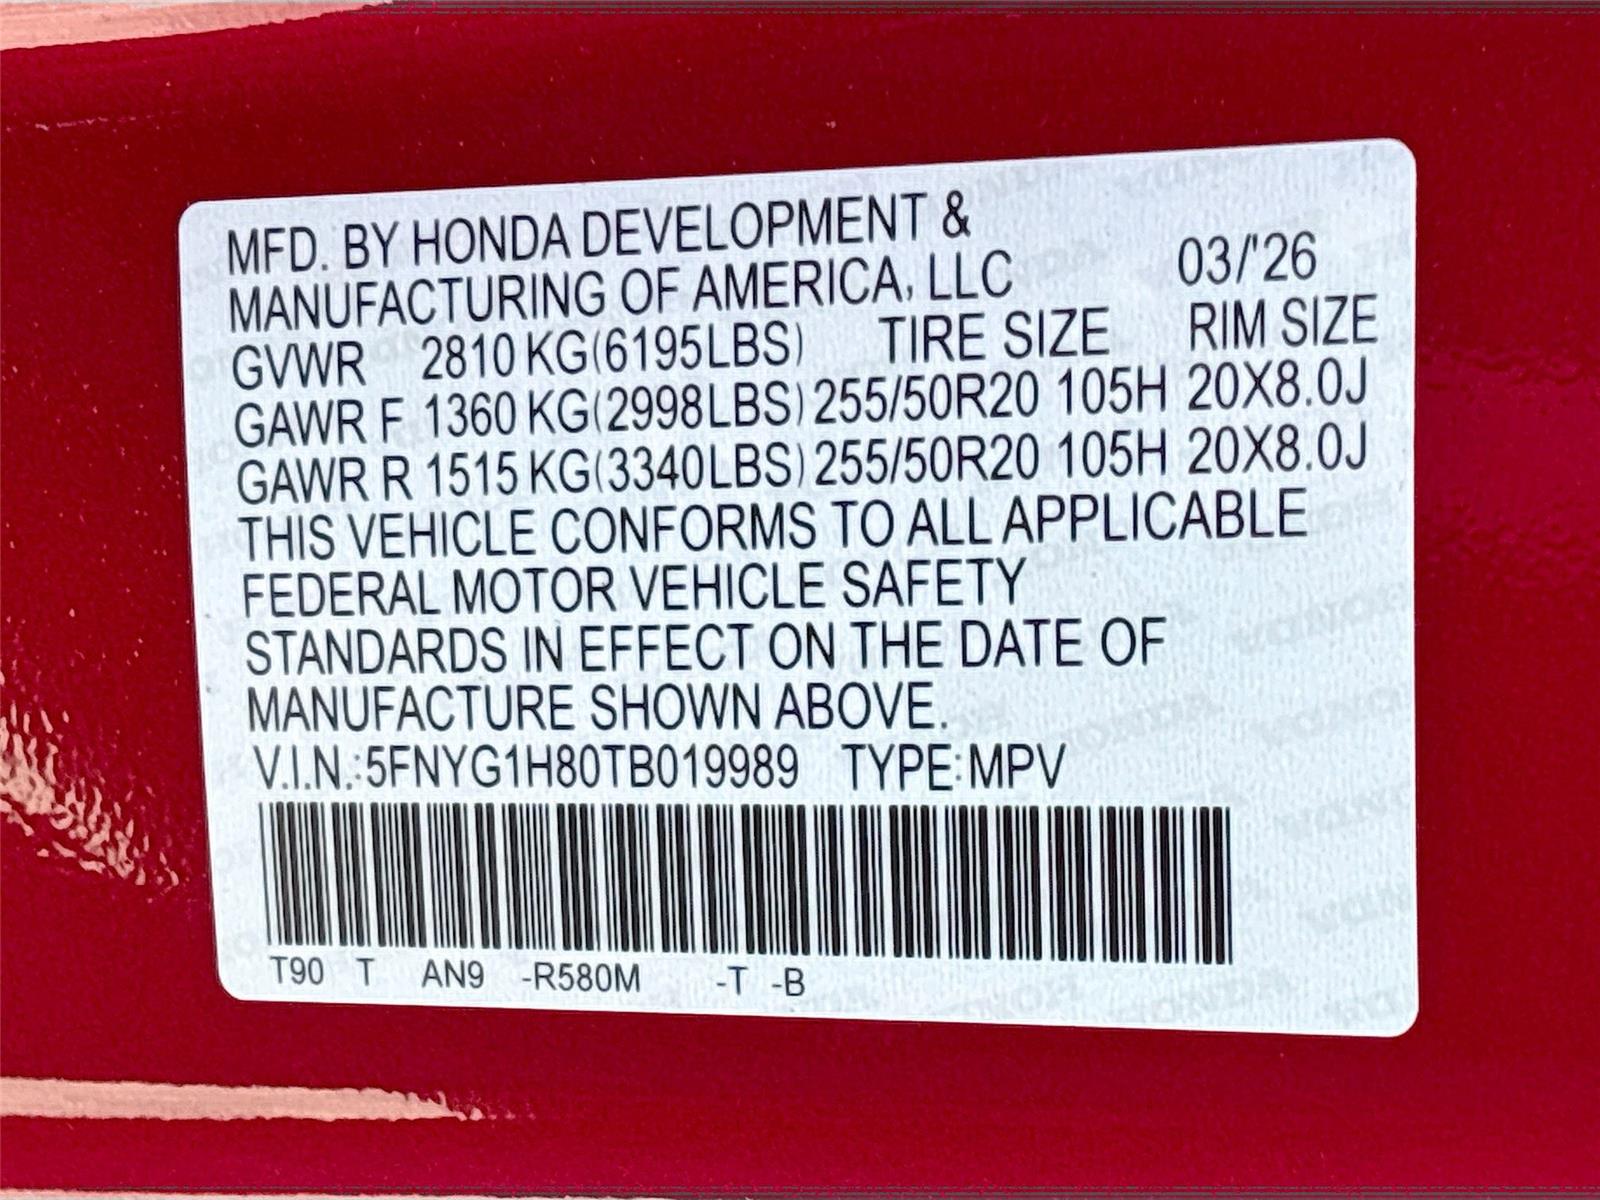 MFD. BY HONDA DEVELOPMENT &
MANUFACTURING OF AMERICA, LLC 03/'26
GVWR 2810 KG(6195LBS) TIRE SIZE RIM SIZE
GAWR F 1360 KG(2998LBS) 255/50R20 105H 20X8.0J
GAWR R 1515 KG(3340LBS) 255/50R20 105H 20X8.0J
THIS VEHICLE CONFORMS TO ALL APPLICABLE
FEDERAL MOTOR VEHICLE SAFETY
STANDARDS IN EFFECT ON THE DATE OF
MANUFACTURE SHOWN ABOVE.
V.I.N.:5FNYG1H80TB019989 TYPE:MPV
T90 T AN9 -R580M -T -B